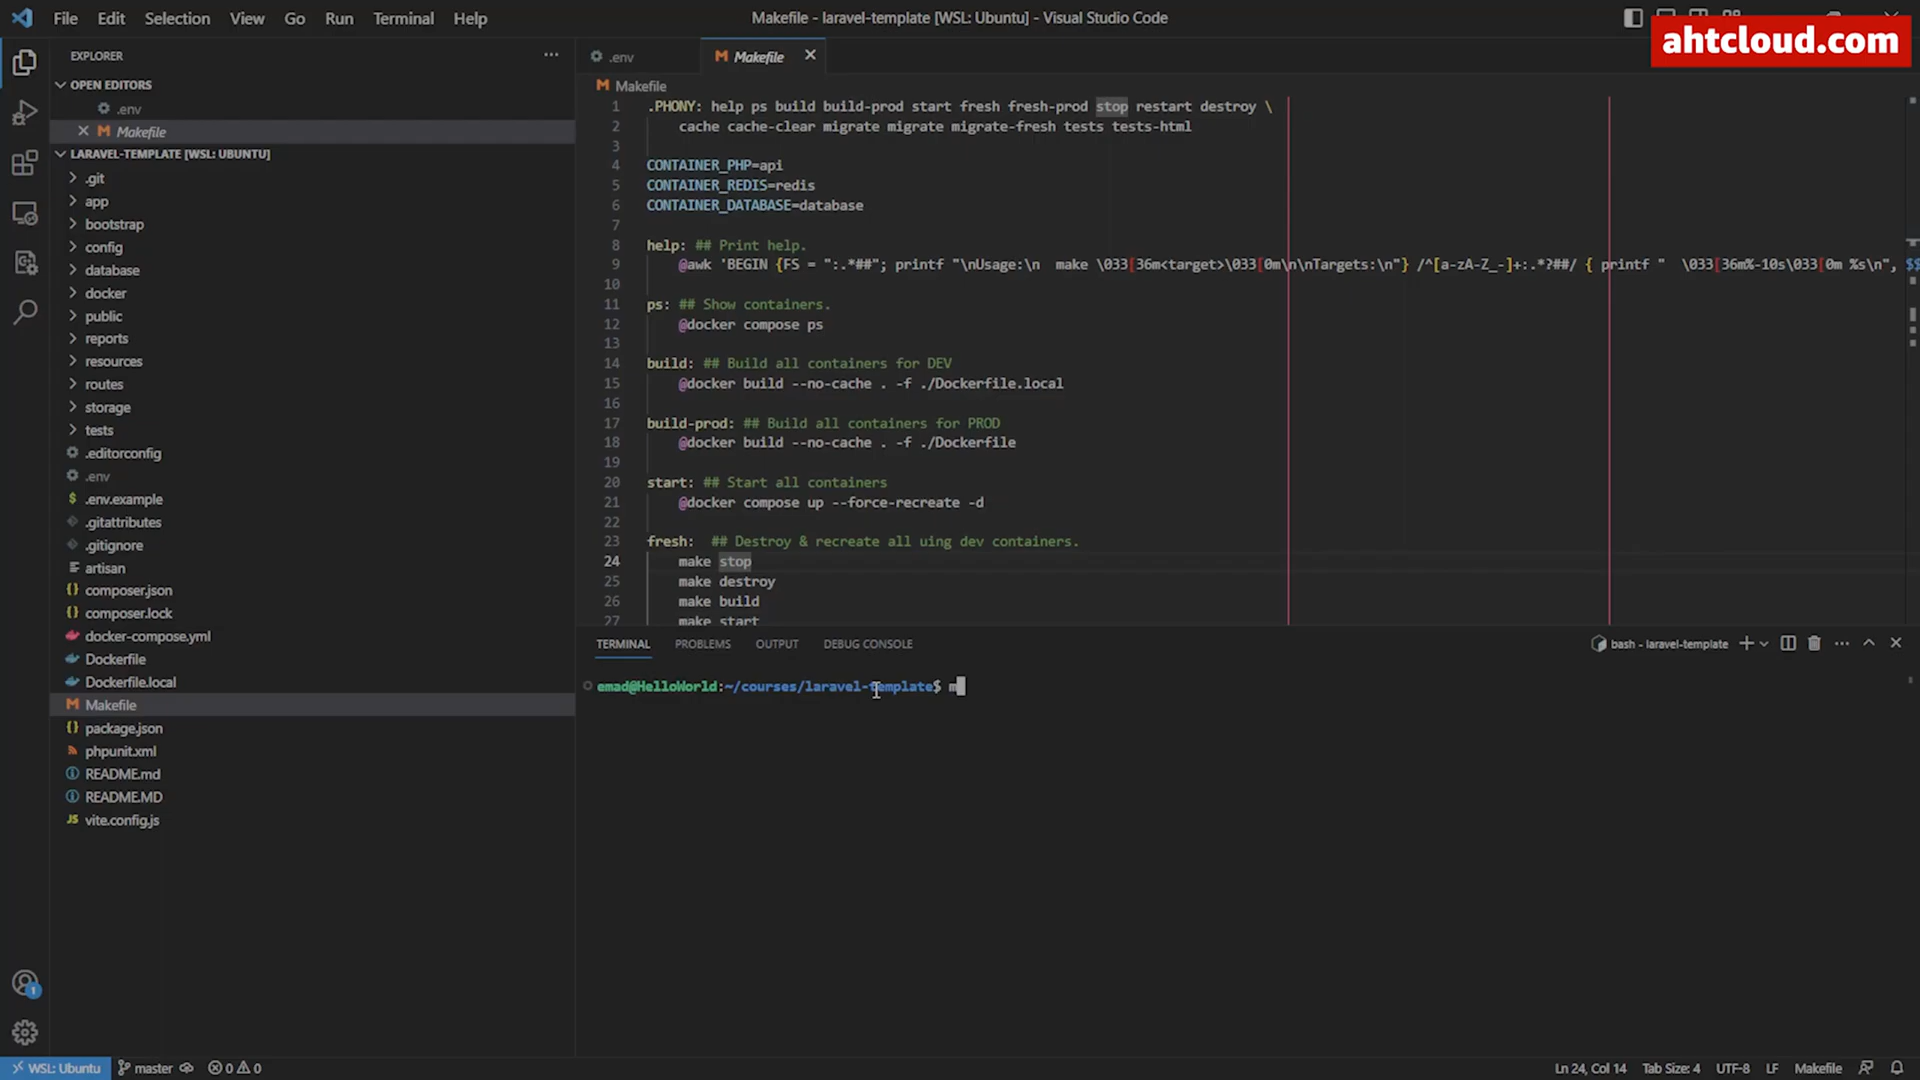 File Edit Selection View Go Run Terminal Help
Makefile - laravel-template [WSL: Ubuntu] - Visual Studio Code
ahtcloud.com
EXPLORER
OPEN EDITORS
.env
Makefile
LARAVEL-TEMPLATE [WSL: UBUNTU]
.git
app
bootstrap
config
database
docker
public
reports
resources
routes
storage
tests
.editorconfig
.env
.env.example
.gitattributes
.gitignore
artisan
composer.json
composer.lock
docker-compose.yml
Dockerfile
Dockerfile.local
Makefile
package.json
phpunit.xml
README.md
README.MD
vite.config.js
.env Makefile
Makefile
1 .PHONY: help ps build build-prod start fresh fresh-prod stop restart destroy \
2 cache cache-clear migrate migrate migrate-fresh tests tests-html
3
4 CONTAINER_PHP=api
5 CONTAINER_REDIS=redis
6 CONTAINER_DATABASE=database
7
8 help: ## Print help.
9 @awk 'BEGIN {FS = ":.*##"; printf "\nUsage:\n  make \033[36m<target>\033[0m\n\nTargets:\n"} /^[a-zA-Z_-]+:.*?##/ { printf "  \033[36m%-10s\033[0m %s\n", $$
10
11 ps: ## Show containers.
12 @docker compose ps
13
14 build: ## Build all containers for DEV
15 @docker build --no-cache . -f ./Dockerfile.local
16
17 build-prod: ## Build all containers for PROD
18 @docker build --no-cache . -f ./Dockerfile
19
20 start: ## Start all containers
21 @docker compose up --force-recreate -d
22
23 fresh:  ## Destroy & recreate all uing dev containers.
24 make stop
25 make destroy
26 make build
27 make start
TERMINAL PROBLEMS OUTPUT DEBUG CONSOLE
bash - laravel-template
emad@HelloWorld:~/courses/laravel-template$ m
1
WSL: Ubuntu master 0 0
Ln 24, Col 14 Tab Size: 4 UTF-8 LF Makefile